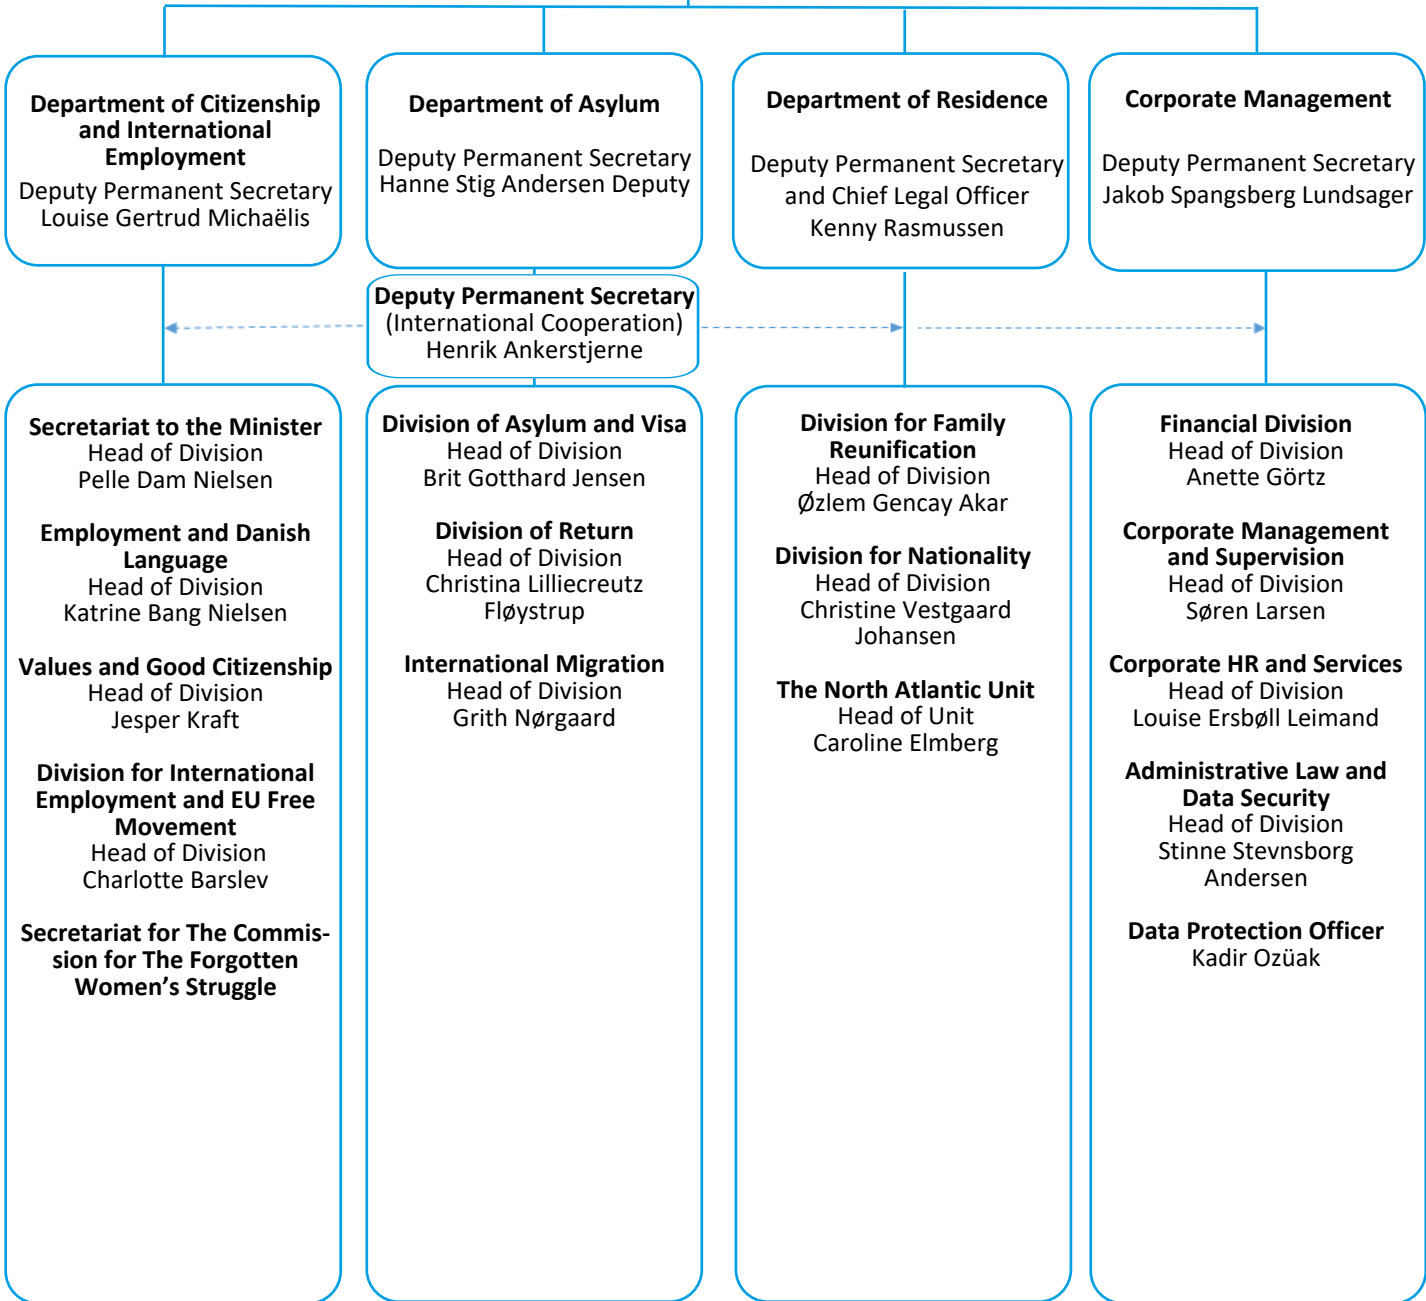 Department of Citizenship
and International
Employment
Deputy Permanent Secretary
Louise Gertrud Michaëlis
Department of Asylum
Deputy Permanent Secretary
Hanne Stig Andersen Deputy
Department of Residence
Deputy Permanent Secretary
and Chief Legal Officer
Kenny Rasmussen
Corporate Management
Deputy Permanent Secretary
Jakob Spangsberg Lundsager
Deputy Permanent Secretary
(International Cooperation)
Henrik Ankerstjerne
Secretariat to the Minister
Head of Division
Pelle Dam Nielsen
Employment and Danish
Language
Head of Division
Katrine Bang Nielsen
Values and Good Citizenship
Head of Division
Jesper Kraft
Division for International
Employment and EU Free
Movement
Head of Division
Charlotte Barslev
Secretariat for The Commis-
sion for The Forgotten
Women's Struggle
Division of Asylum and Visa
Head of Division
Brit Gotthard Jensen
Division of Return
Head of Division
Christina Lilliecreutz
Fløystrup
International Migration
Head of Division
Grith Nørgaard
Division for Family
Reunification
Head of Division
Øzlem Gencay Akar
Division for Nationality
Head of Division
Christine Vestgaard
Johansen
The North Atlantic Unit
Head of Unit
Caroline Elmberg
Financial Division
Head of Division
Anette Görtz
Corporate Management
and Supervision
Head of Division
Søren Larsen
Corporate HR and Services
Head of Division
Louise Ersbøll Leimand
Administrative Law and
Data Security
Head of Division
Stinne Stevnsborg
Andersen
Data Protection Officer
Kadir Ozüak